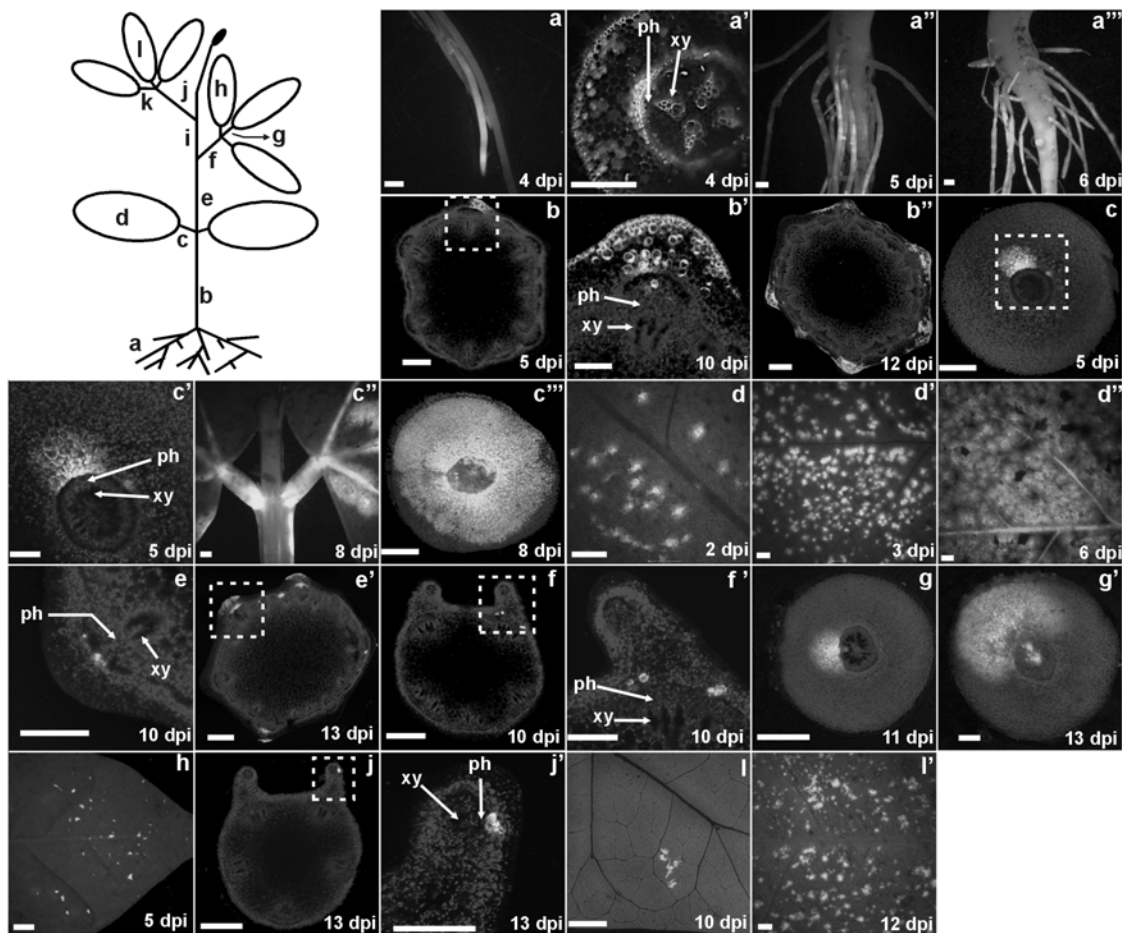 l
h
j
k
i
g
f
e
d
c
b
a
a
4 dpi
a'
ph xy
4 dpi
a''
5 dpi
a'''
6 dpi
b
5 dpi
b'
ph
xy
10 dpi
b''
12 dpi
c
5 dpi
c'
ph
xy
5 dpi
c''
8 dpi
c'''
8 dpi
d
2 dpi
d'
3 dpi
d''
6 dpi
e
ph
xy
10 dpi
e'
13 dpi
f
10 dpi
f'
ph
xy
10 dpi
g
11 dpi
g'
13 dpi
h
5 dpi
j
13 dpi
j'
xy ph
13 dpi
l
10 dpi
l'
12 dpi